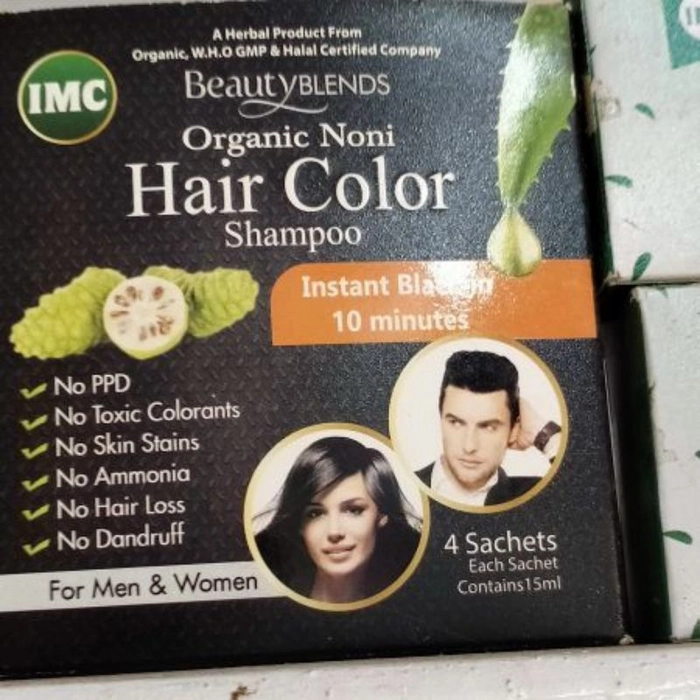 A Herbal Product From
Organic, W.H.O GMP & Halal Certified Company
IMC
BeautyBLENDS
Organic Noni
Hair Color
Shampoo
Instant
10 minutes
No PPD
No Toxic Colorants
No Skin Stains
No Ammonia
No Hair Loss
No Dandruff
For Men & Women
4 Sachets
Each Sachet
Contains15ml